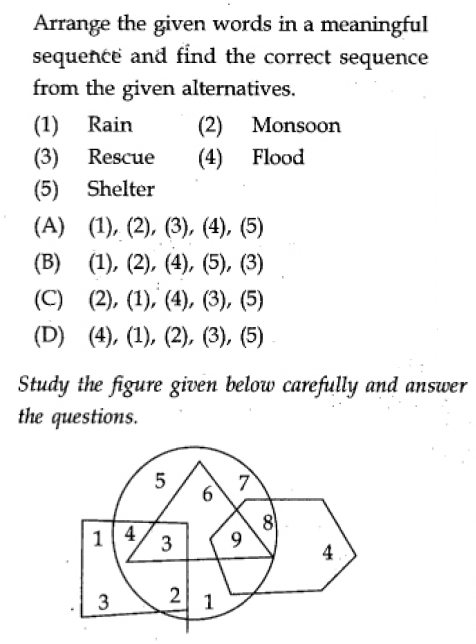 Arrange the given words in a meaningful
sequence and find the correct sequence
from the given alternatives.
(1) Rain (2) Monsoon
(3) Rescue (4) Flood
(5) Shelter
(A) (1), (2), (3), (4), (5)
(B) (1), (2), (4), (5), (3)
(C) (2), (1), (4), (3), (5)
(D) (4), (1), (2), (3), (5)
Study the figure given below carefully and answer
the questions.
5 6 7
1 4 3 9 8
4
3 2 1